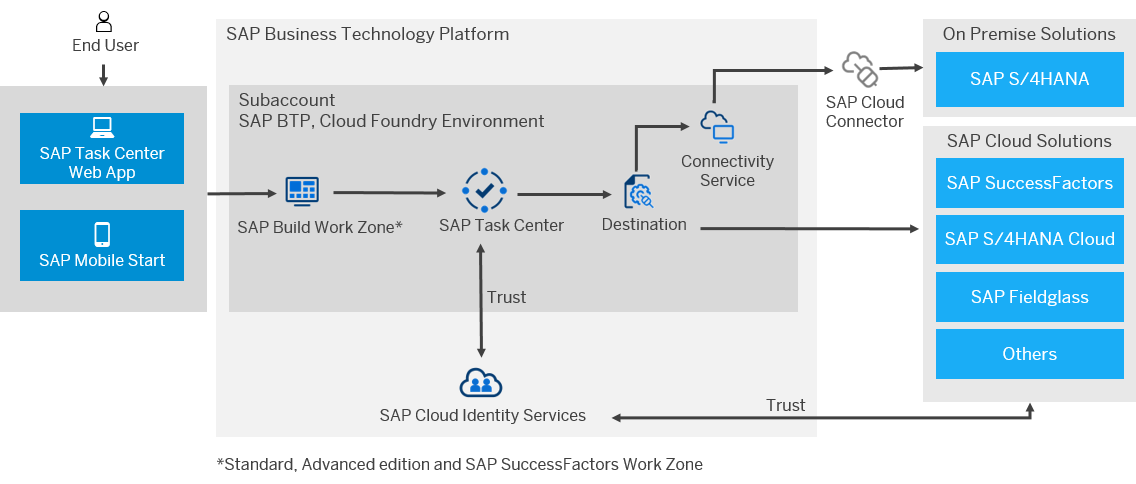 End User
SAP Task Center
Web App
SAP Mobile Start
SAP Business Technology Platform
Subaccount
SAP BTP, Cloud Foundry Environment
SAP Build Work Zone*
SAP Task Center
Destination
Connectivity
Service
Trust
SAP Cloud Identity Services
SAP Cloud
Connector
On Premise Solutions
SAP S/4HANA
SAP Cloud Solutions
SAP SuccessFactors
SAP S/4HANA Cloud
SAP Fieldglass
Others
Trust
*Standard, Advanced edition and SAP SuccessFactors Work Zone